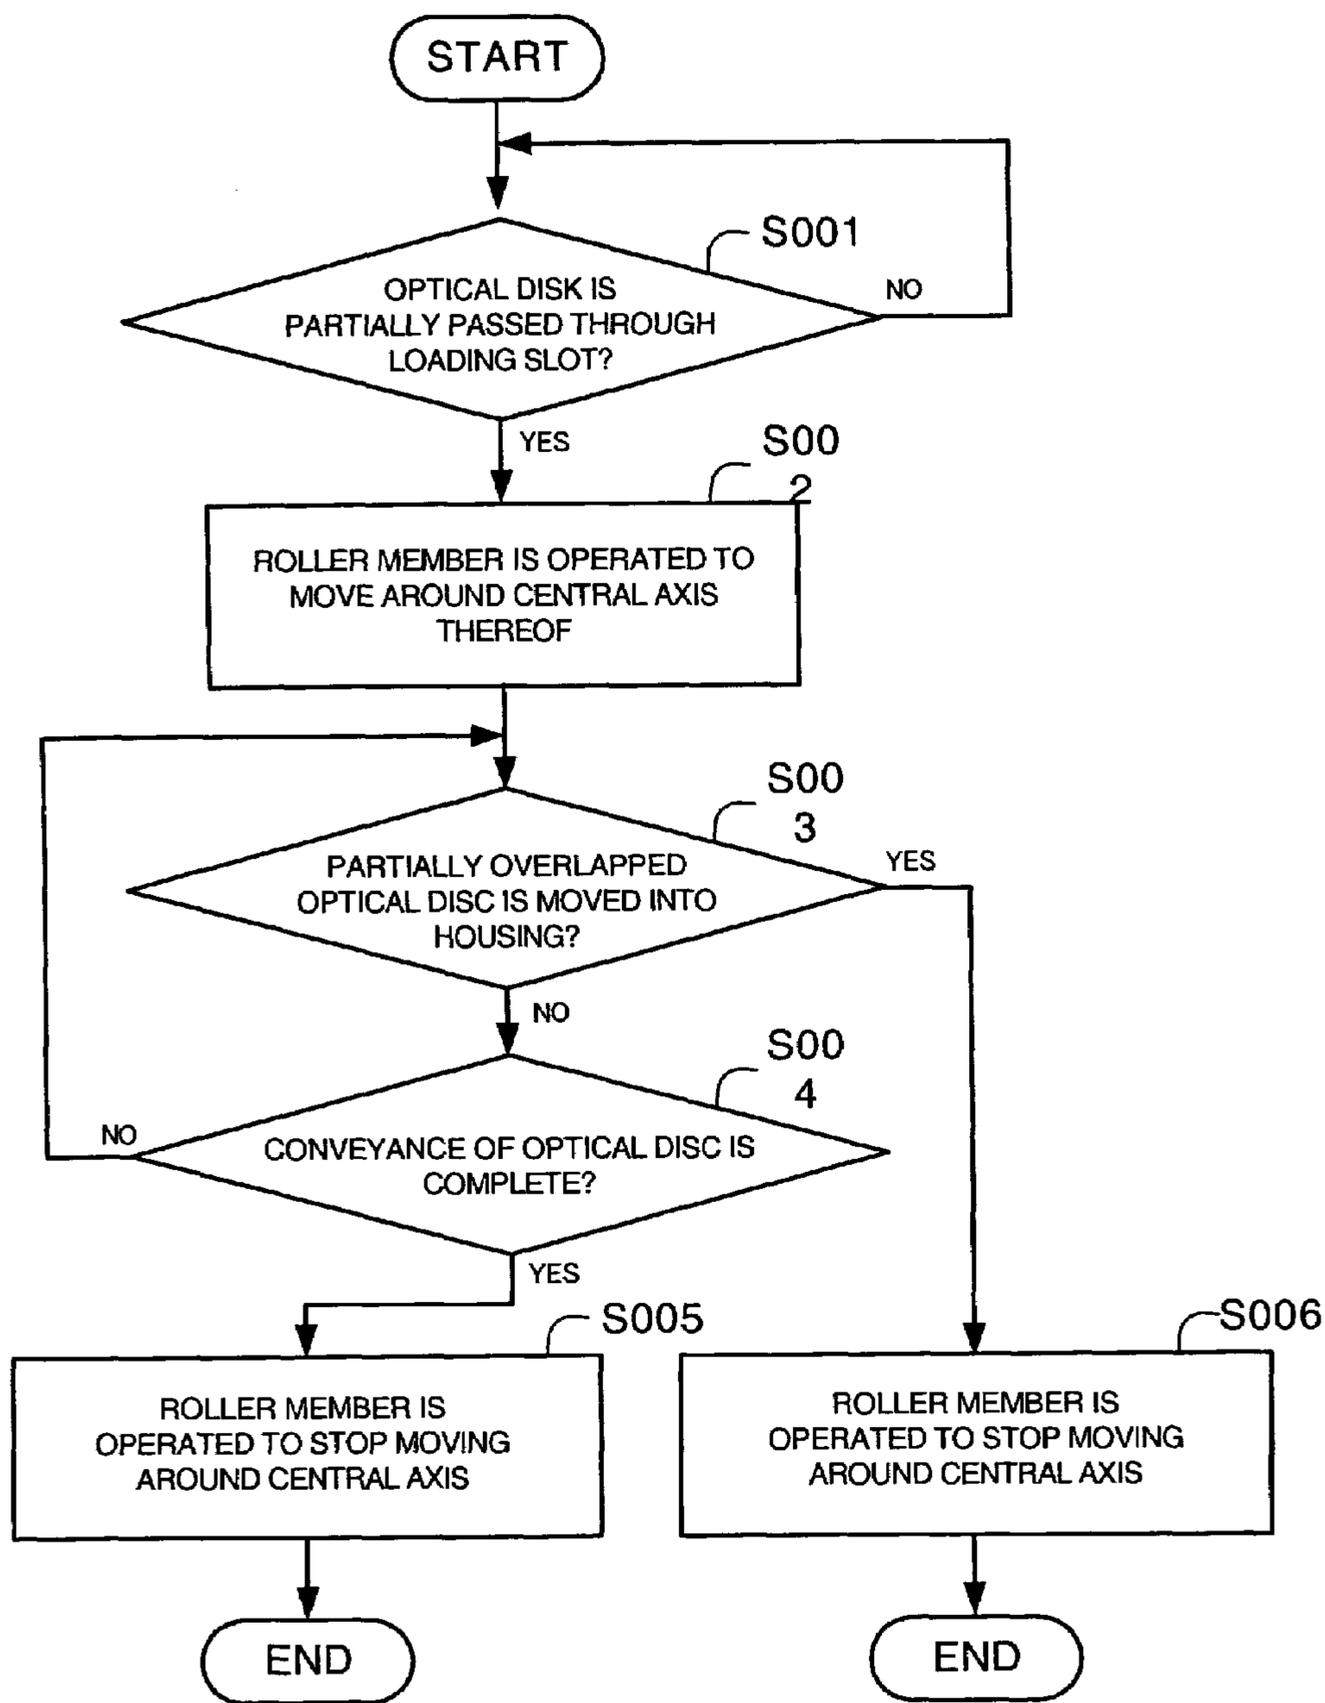 START
S001
OPTICAL DISK IS
PARTIALLY PASSED THROUGH
LOADING SLOT?
NO
YES
S00
2
ROLLER MEMBER IS OPERATED TO
MOVE AROUND CENTRAL AXIS
THEREOF
S00
3
PARTIALLY OVERLAPPED
OPTICAL DISC IS MOVED INTO
HOUSING?
YES
NO
S00
4
CONVEYANCE OF OPTICAL DISC IS
COMPLETE?
NO
YES
S005
ROLLER MEMBER IS
OPERATED TO STOP MOVING
AROUND CENTRAL AXIS
S006
ROLLER MEMBER IS
OPERATED TO STOP MOVING
AROUND CENTRAL AXIS
END
END